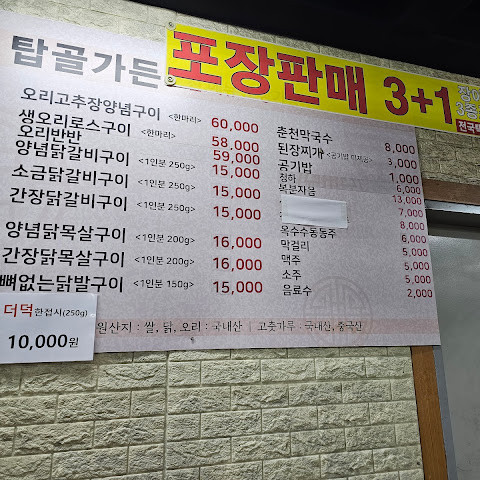 탑골가든
포장판매 3+1
3종
전국택
오리고추장양념구이 <한마리> 60,000
생오리로스구이 <한마리> 58,000
오리반반 59,000
양념닭갈비구이 <1인분 250g> 15,000
소금닭갈비구이 <1인분 250g> 15,000
간장닭갈비구이 <1인분 250g> 15,000
양념닭목살구이 <1인분 200g> 16,000
간장닭목살구이 <1인분 200g> 16,000
뼈없는닭발구이 <1인분 150g> 15,000
춘천막국수 8,000
된장찌개 3,000
공기밥 1,000
청하 6,000
복분자음 13,000
7,000
옥수수동동주 8,000
막걸리 6,000
맥주 5,000
소주 5,000
음료수 2,000
더덕한접시(250g)
10,000원
원산지 : 쌀, 닭, 오리 : 국내산 | 고춧가루 · 국내산, 중국산